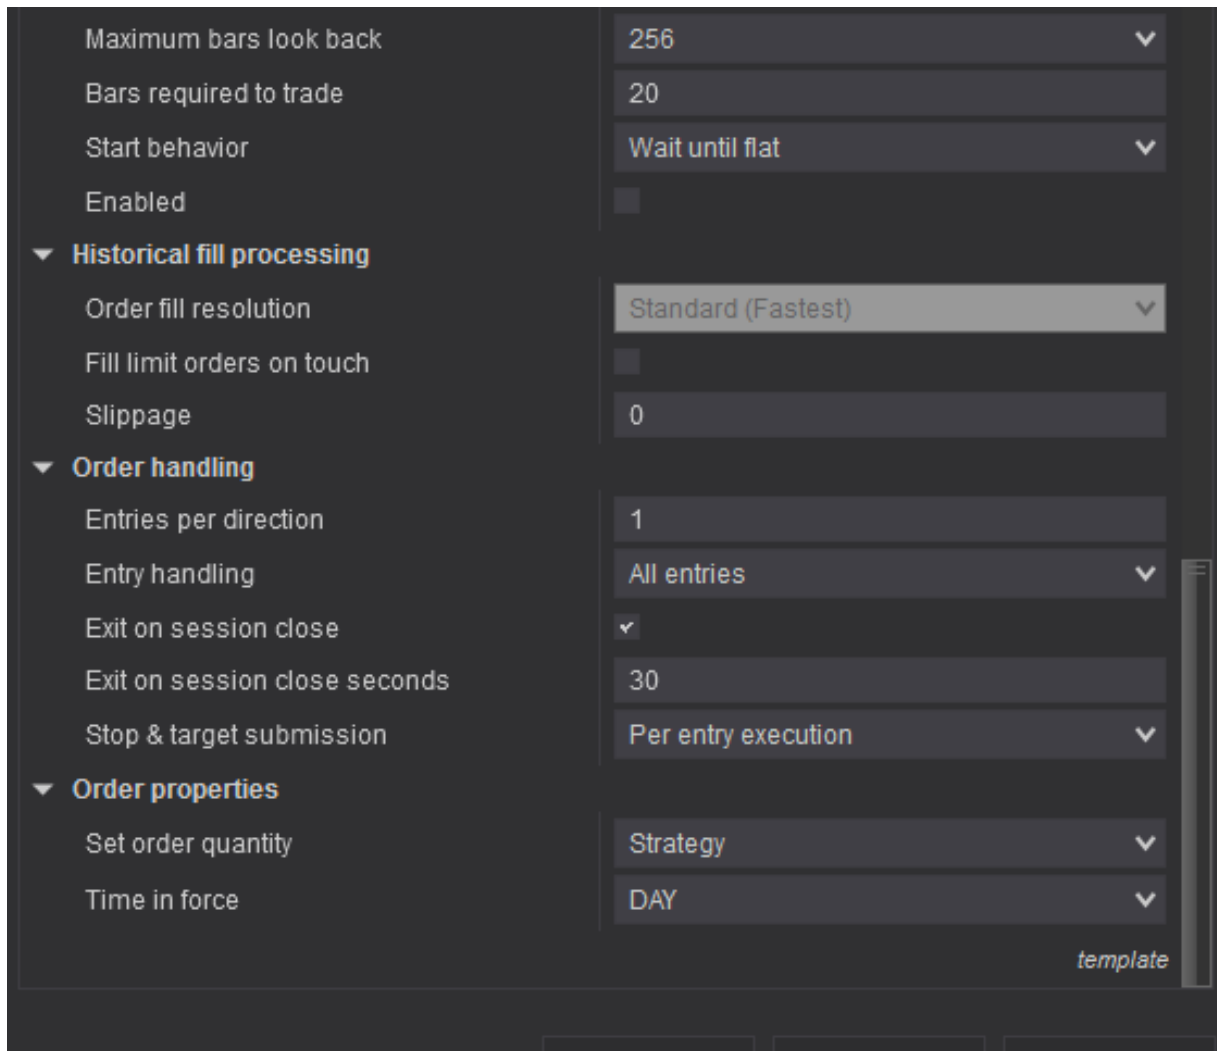 Maximum bars look back 256
Bars required to trade 20
Start behavior Wait until flat
Enabled
Historical fill processing
Order fill resolution Standard (Fastest)
Fill limit orders on touch
Slippage 0
Order handling
Entries per direction 1
Entry handling All entries
Exit on session close
Exit on session close seconds 30
Stop & target submission Per entry execution
Order properties
Set order quantity Strategy
Time in force DAY
template